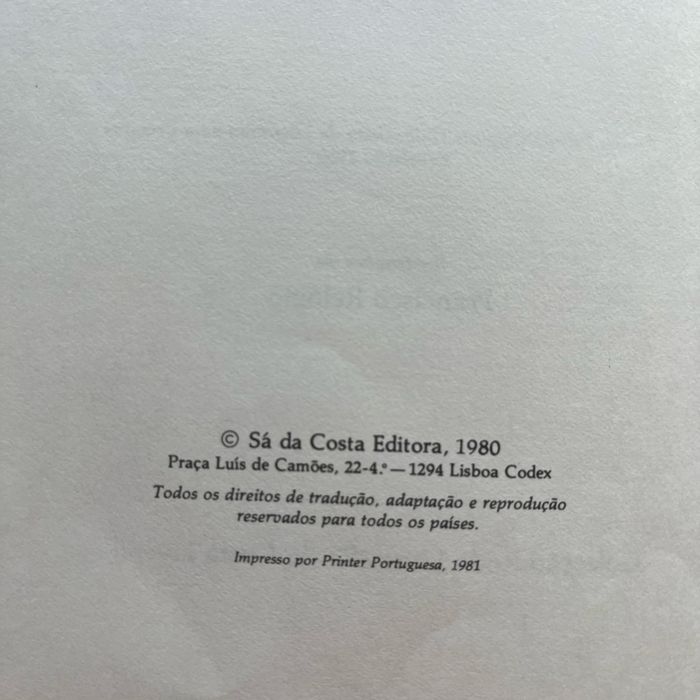 © Sá da Costa Editora, 1980
Praça Luís de Camões, 22-4.º — 1294 Lisboa Codex
Todos os direitos de tradução, adaptação e reprodução
reservados para todos os países.
Impresso por Printer Portuguesa, 1981